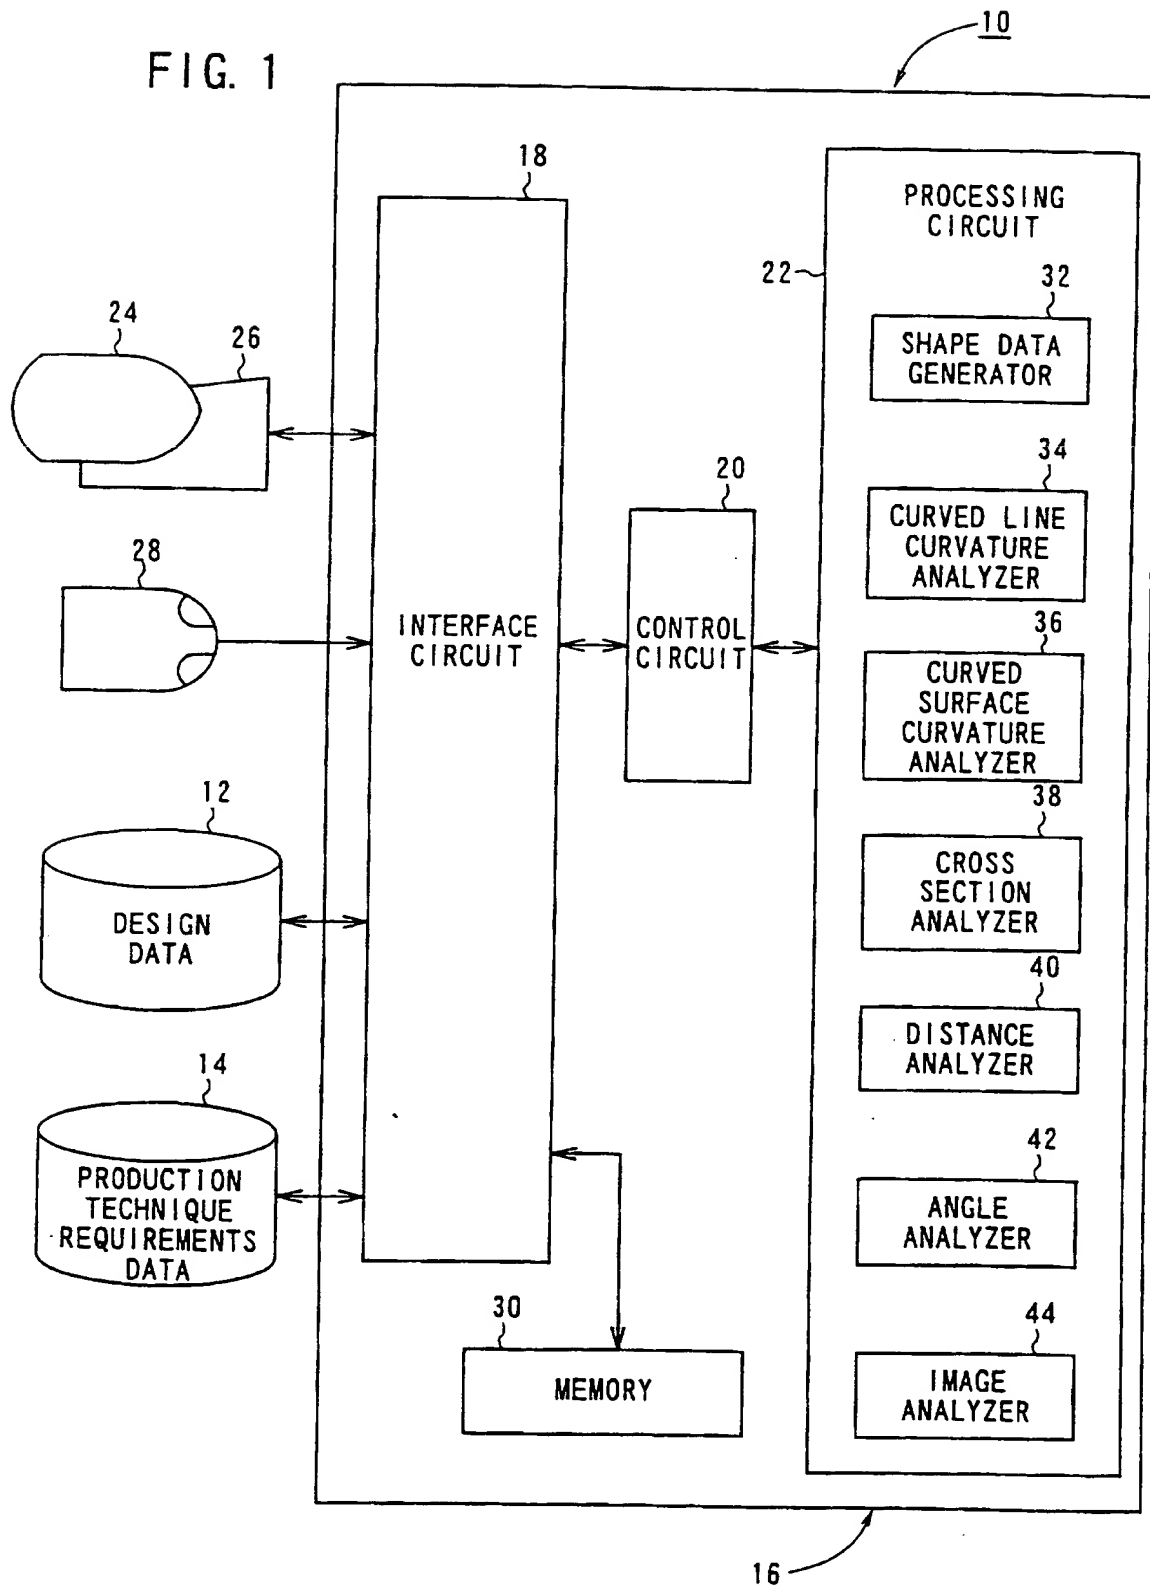 FIG. 1
10
18
PROCESSING
CIRCUIT
22
32
SHAPE DATA
GENERATOR
24
26
34
CURVED LINE
CURVATURE
ANALYZER
20
28
INTERFACE
CIRCUIT
CONTROL
CIRCUIT
36
CURVED
SURFACE
CURVATURE
ANALYZER
12
DESIGN
DATA
38
CROSS
SECTION
ANALYZER
40
DISTANCE
ANALYZER
14
PRODUCTION
TECHNIQUE
REQUIREMENTS
DATA
42
ANGLE
ANALYZER
30
MEMORY
44
IMAGE
ANALYZER
16